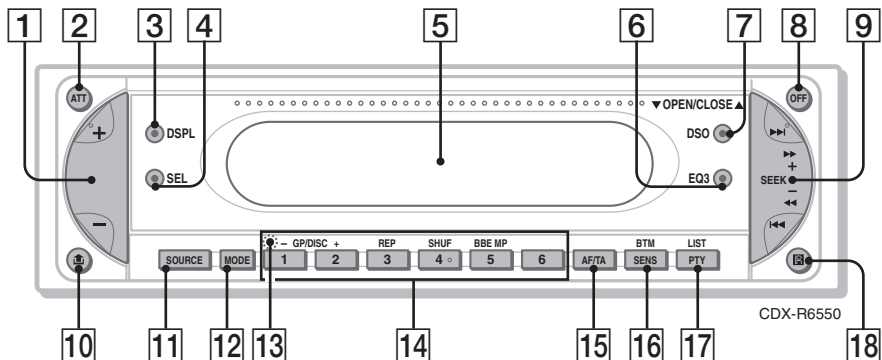 1 2 3 4 5 6 7 8 9
ATT
OFF
▼OPEN/CLOSE▲
+
DSPL
DSO
▶▶I
▶▶
+
SEL
EQ3
SEEK
−
◀◀
−
I◀◀
− GP/DISC +
REP
SHUF
BBE MP
BTM
LIST
SOURCE
MODE
1
2
3
4
5
6
AF/TA
SENS
PTY
R
CDX-R6550
10 11 12 13 14 15 16 17 18